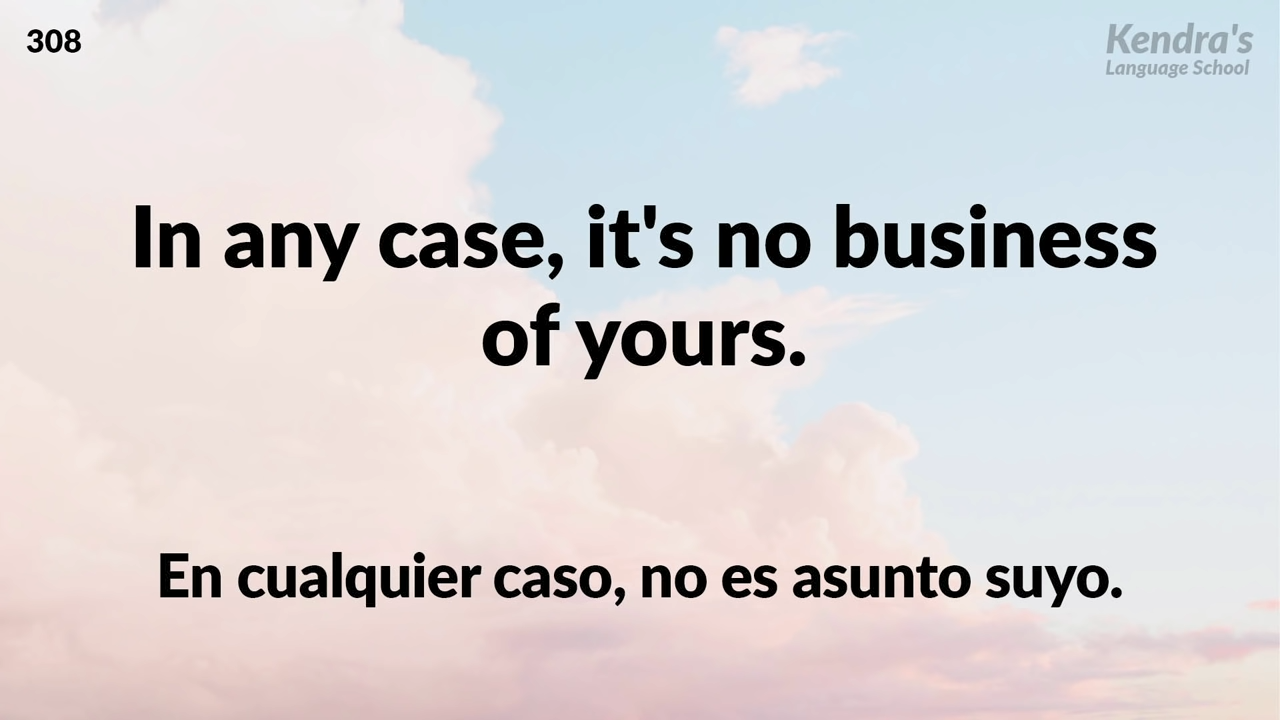 308
Kendra's
Language School
In any case, it's no business
of yours.
En cualquier caso, no es asunto suyo.